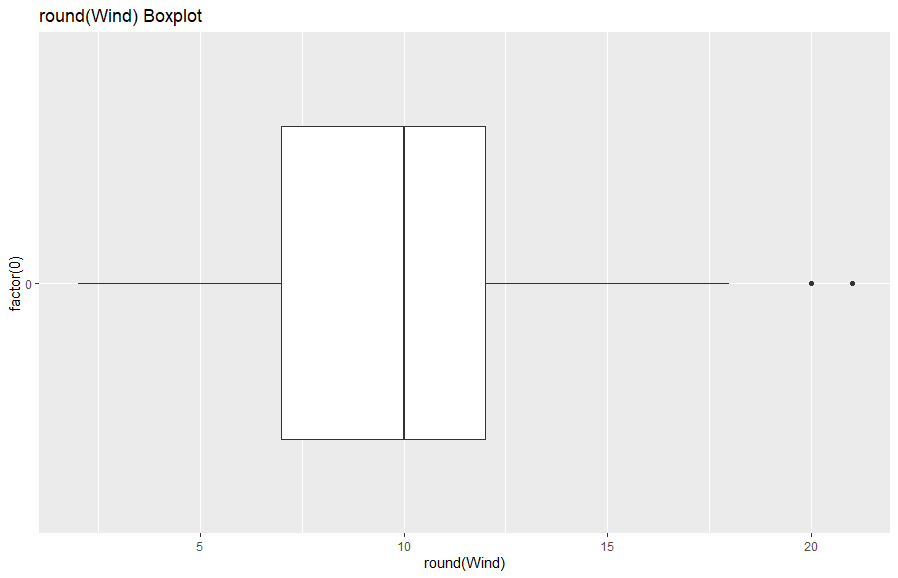 round(Wind) Boxplot
factor(0)
0
5 10 15 20
round(Wind)